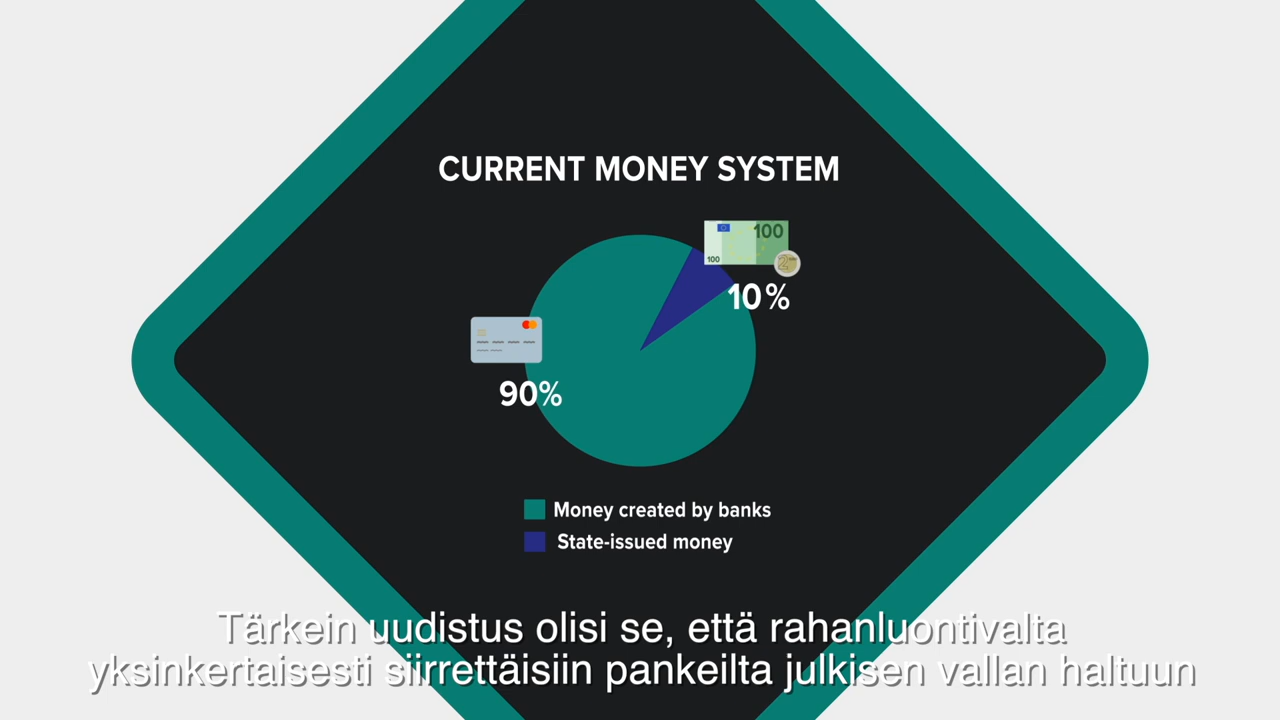 CURRENT MONEY SYSTEM
100
100
2
10%
90%
Money created by banks
State-issued money
Tärkein uudistus olisi se, että rahanluontivalta
yksinkertaisesti siirrettäisiin pankeilta julkisen vallan haltuun